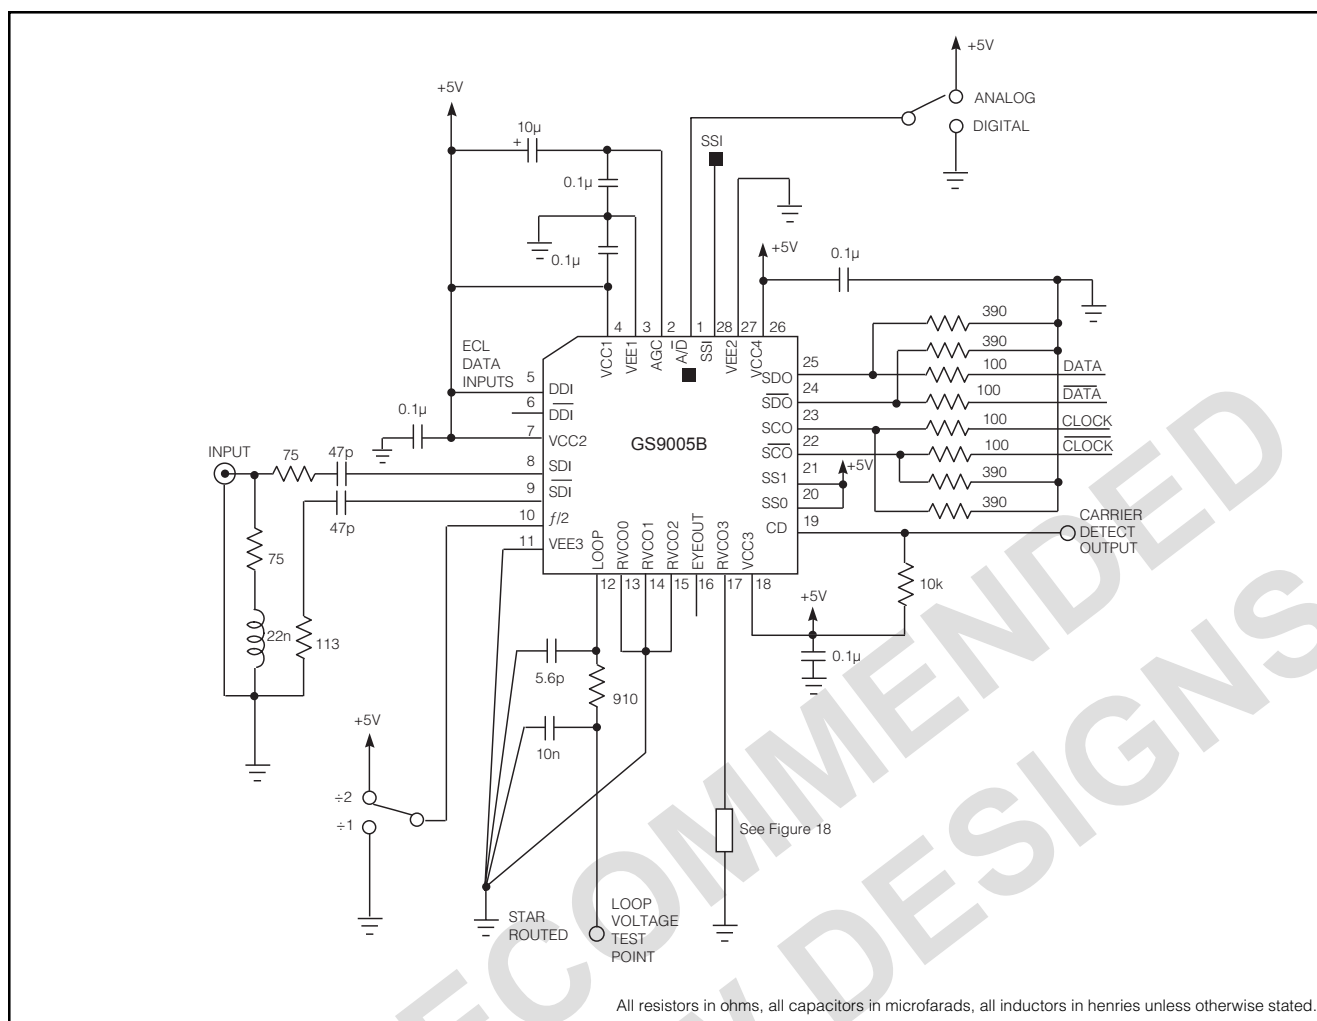 +5V
ANALOG
DIGITAL
+5V
10µ
+
SSI
0.1µ
0.1µ
+5V
0.1µ
4 3 2 1 28 27 26
VCC1 VEE1 AGC A̅/D SSI VEE2 VCC4
390
390
ECL
DATA
INPUTS
25
SDO
100
DATA
24
S̅D̅O̅
100
D̅A̅T̅A̅
5
DDI
6
D̅D̅I̅
0.1µ
7
VCC2
GS9005B
23
SCO
100
CLOCK
22
S̅C̅O̅
100
C̅L̅O̅C̅K̅
INPUT
75
47p
8
SDI
21
SS1
+5V
390
9
S̅D̅I̅
47p
20
SS0
390
10
ƒ/2
19
CD
CARRIER
DETECT
OUTPUT
11
VEE3
75
LOOP RVCO0 RVCO1 RVCO2 EYEOUT RVCO3 VCC3
12 13 14 15 16 17 18
10k
+5V
22n
113
0.1µ
5.6p
910
+5V
10n
÷2
÷1
See Figure 18
STAR
ROUTED
LOOP
VOLTAGE
TEST
POINT
RECOMMENDED
W DESIGNS
All resistors in ohms, all capacitors in microfarads, all inductors in henries unless otherwise stated.